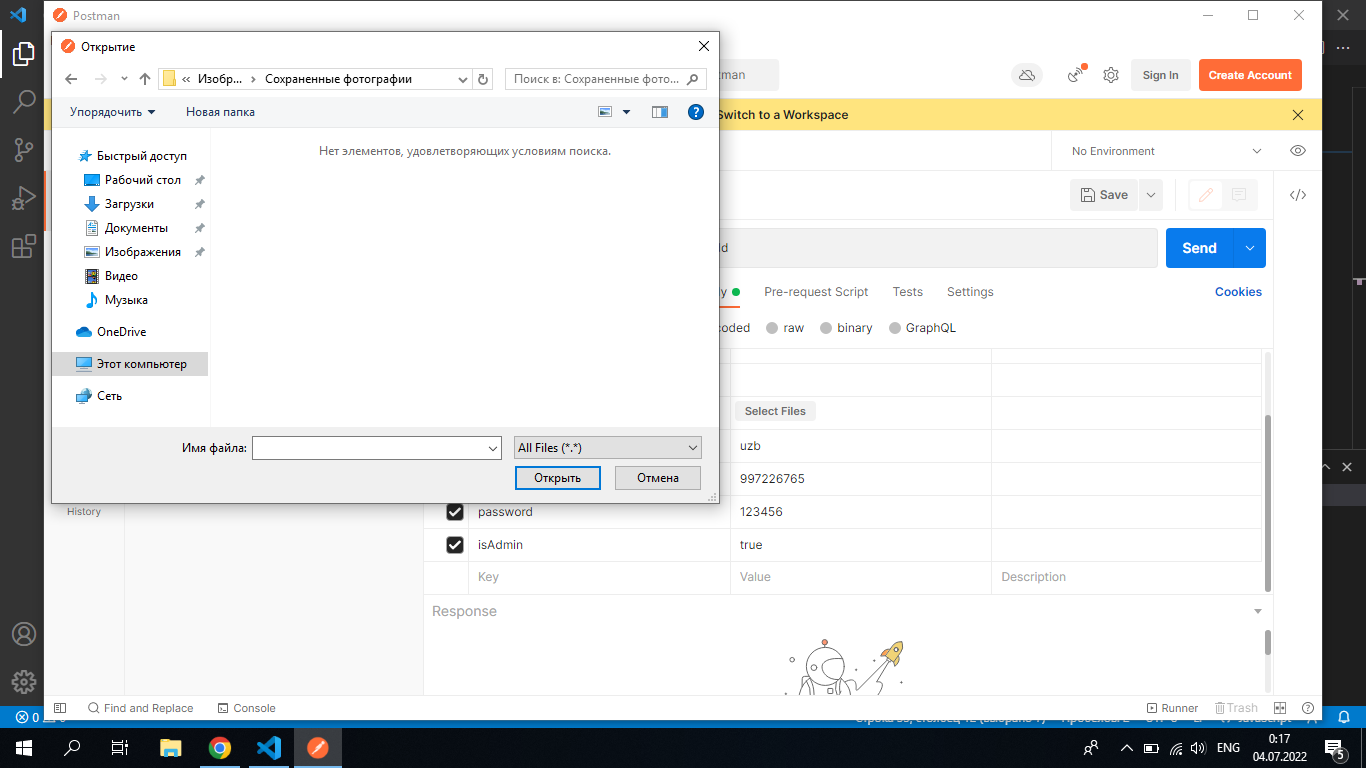 Postman
Открытие
Изобр...
Сохраненные фотографии
Поиск в: Сохраненные фото...
Sign In
Create Account
Упорядочить
Новая папка
Switch to a Workspace
Нет элементов, удовлетворяющих условиям поиска.
No Environment
Быстрый доступ
Рабочий стол
Загрузки
Документы
Изображения
Видео
Музыка
OneDrive
Этот компьютер
Сеть
Save
Send
Pre-request Script
Tests
Settings
Cookies
coded
raw
binary
GraphQL
Select Files
Имя файла:
All Files (*.*)
uzb
Открыть
Отмена
997226765
History
password
123456
isAdmin
true
Key
Value
Description
Response
Find and Replace
Console
Runner
Trash
0
ENG
0:17
04.07.2022
5